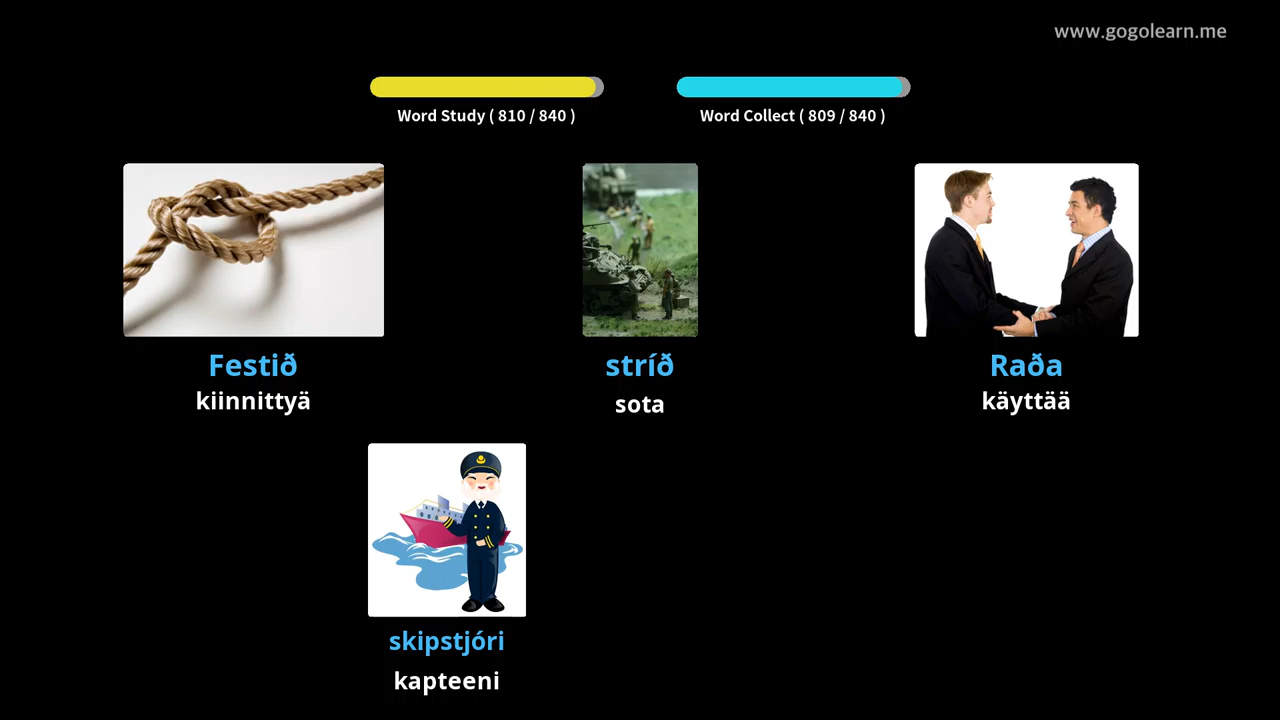 www.gogolearn.me
Word Study ( 810 / 840 )
Word Collect ( 809 / 840 )
Festið
kiinnittyä
stríð
sota
Raða
käyttää
skipstjóri
kapteeni